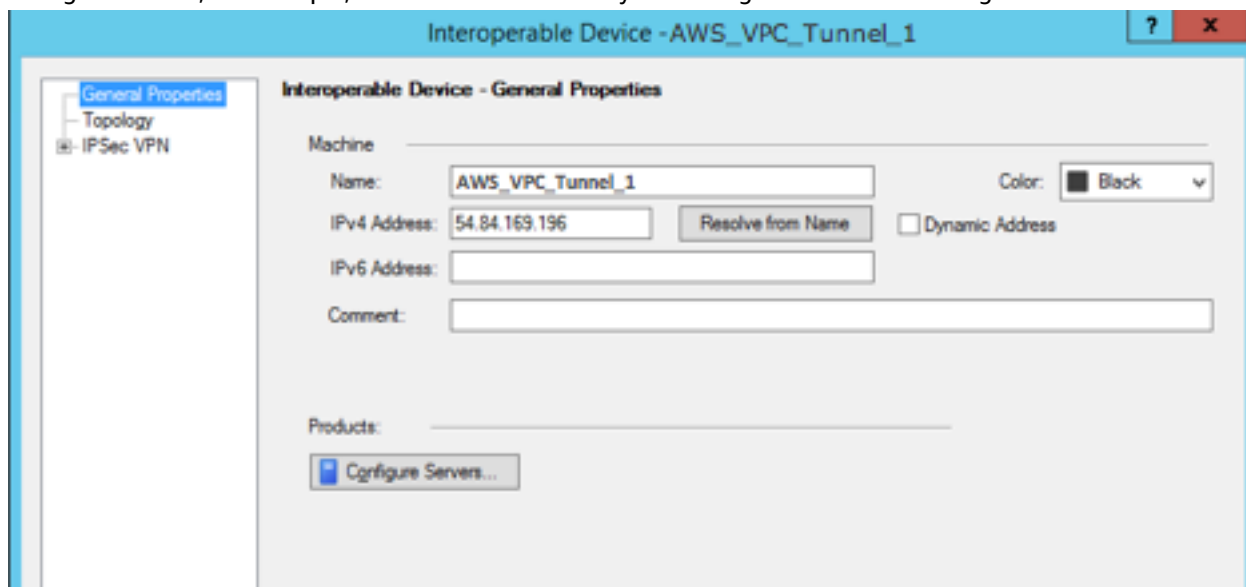 Interoperable Device - AWS_VPC_Tunnel_1 ? x
General Properties
Topology
IPSec VPN
Interoperable Device - General Properties
Machine
Name: AWS_VPC_Tunnel_1 Color: Black
IPv4 Address: 54.84.169.196 Resolve from Name Dynamic Address
IPv6 Address:
Comment:
Products:
Configure Servers...